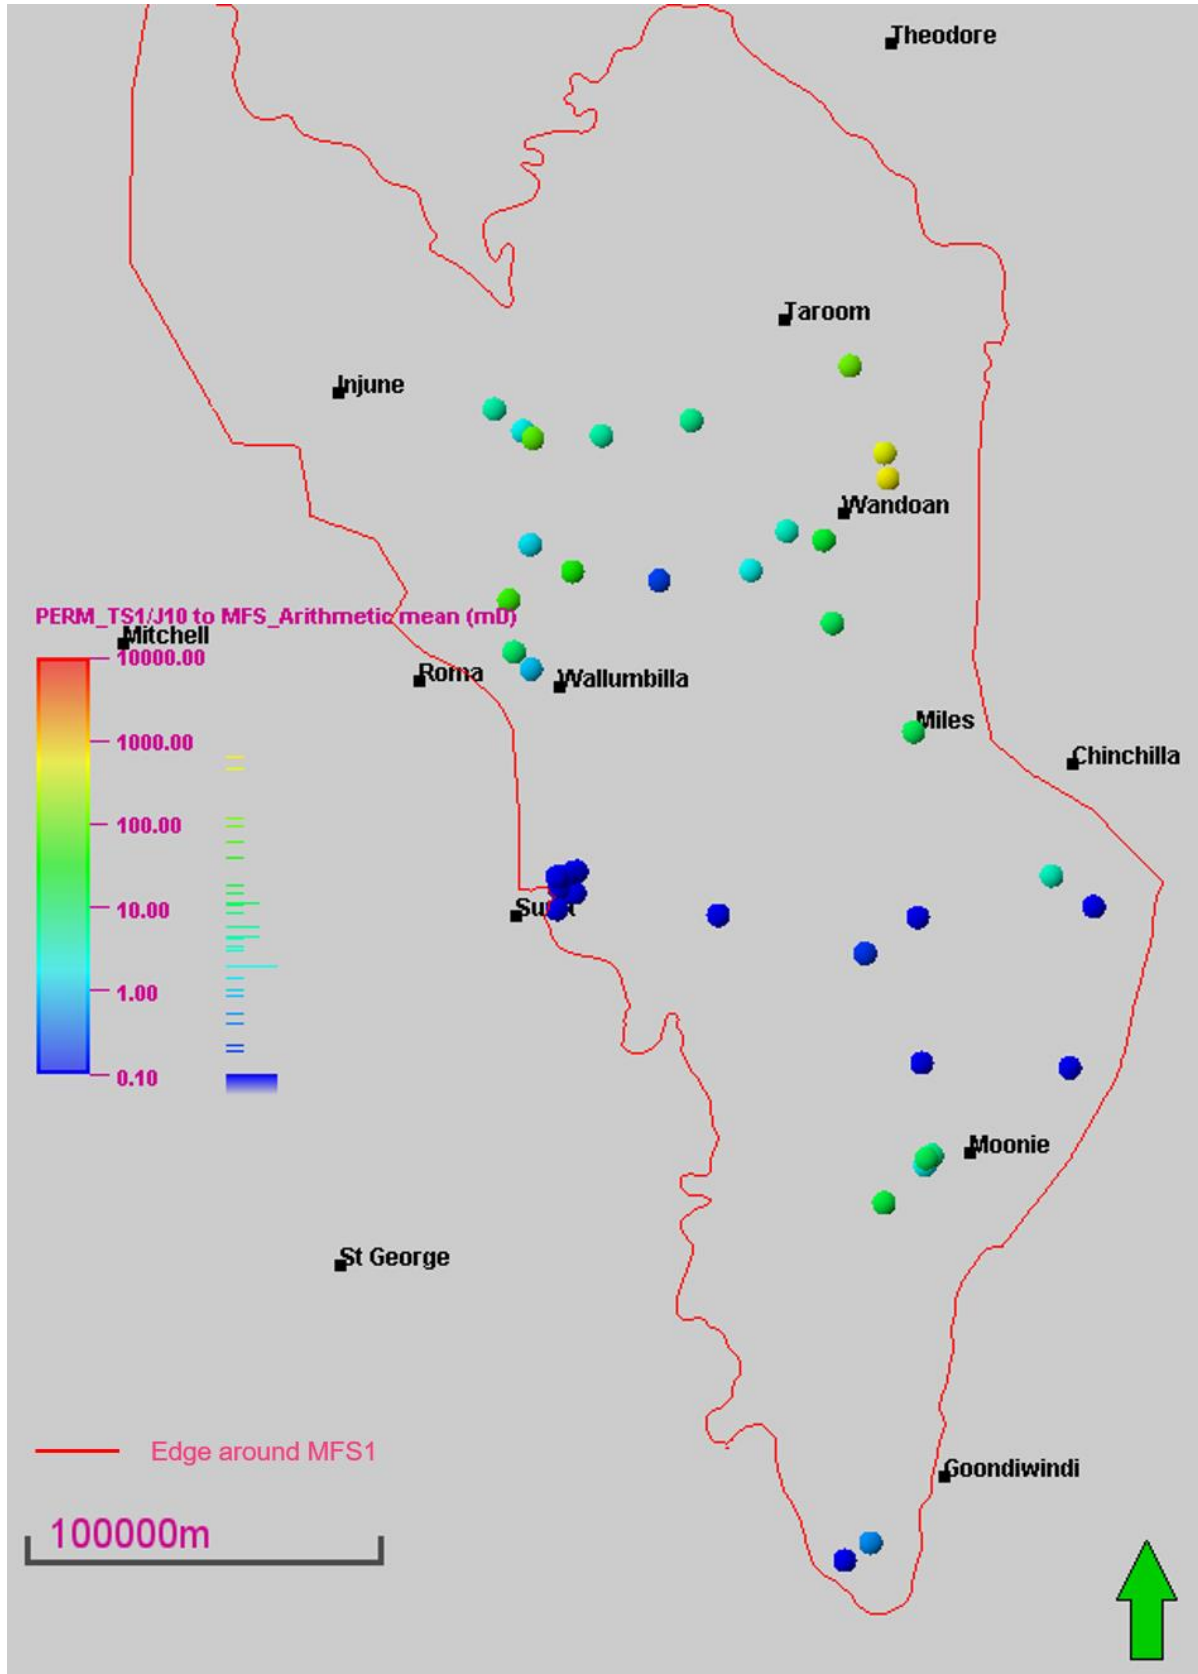 Theodore
Taroom
Injune
Wandoan
PERM_TS1/J10 to MFS_Arithmetic mean (mD)
Mitchell
10000.00
Roma
Wallumbilla
Miles
1000.00
Chinchilla
100.00
10.00
1.00
0.10
Moonie
St George
Edge around MFS1
Goondiwindi
100000m